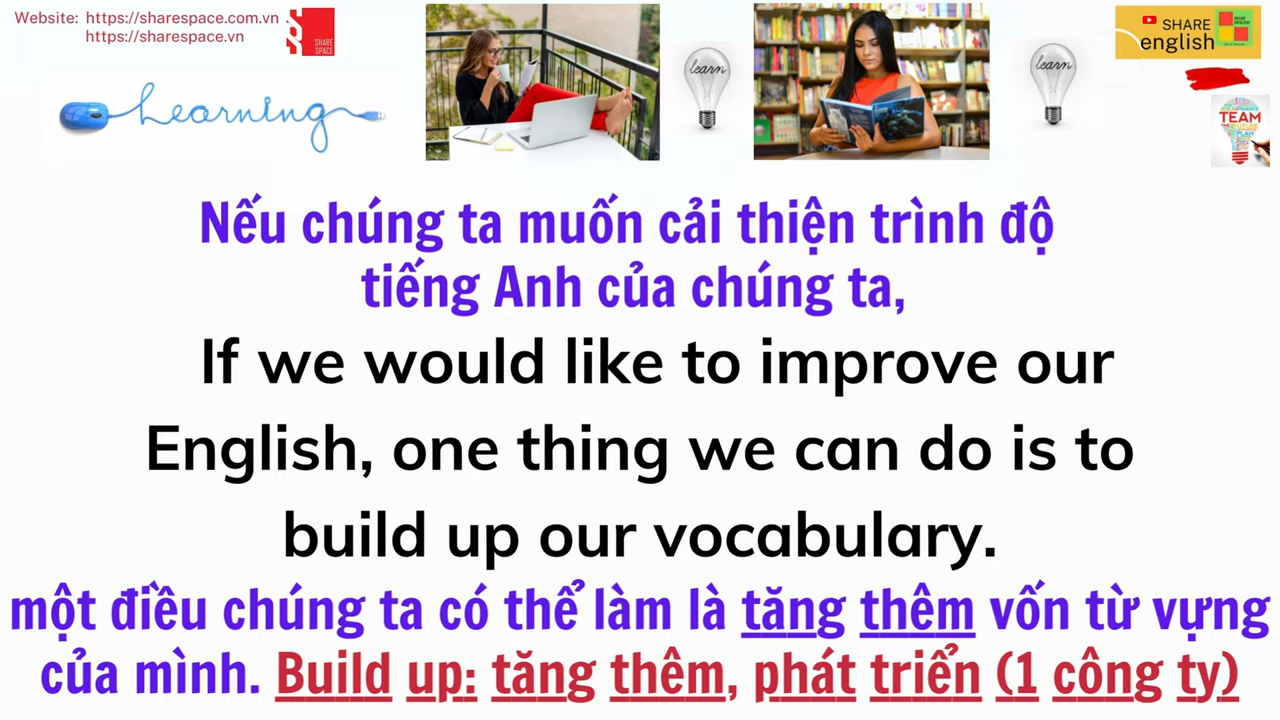 Website: https://sharespace.com.vn
https://sharespace.vn
SHARE
SPACE
SHARE
english
Learning
learn
learn
TEAM
PLAN
Nếu chúng ta muốn cải thiện trình độ
tiếng Anh của chúng ta,
If we would like to improve our
English, one thing we can do is to
build up our vocabulary.
một điều chúng ta có thể làm là tăng thêm vốn từ vựng
của mình. Build up: tăng thêm, phát triển (1 công ty)